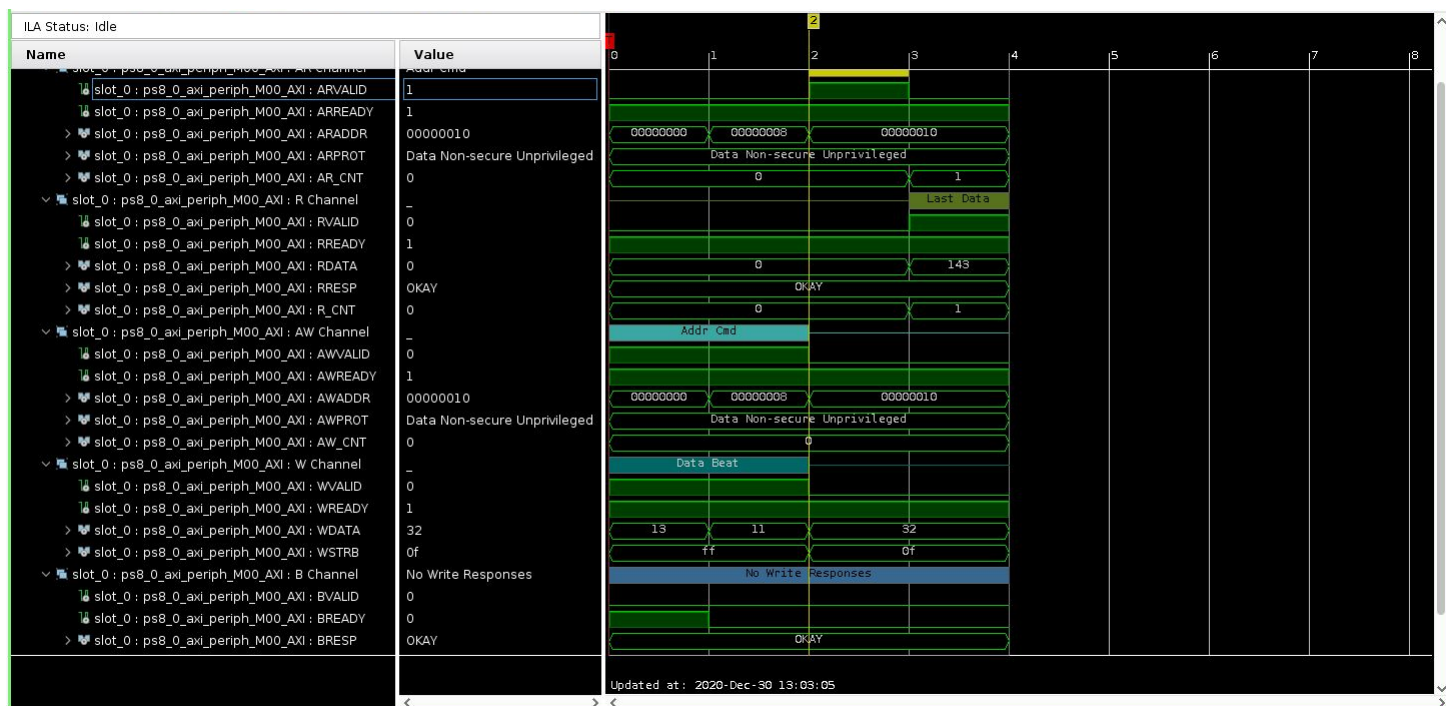 ILA Status: Idle
2
Name Value 0 1 2 3 4 5 6 7 8
slot_0 : ps8_0_axi_periph_M00_AXI : AR Channel Addr Cmd
slot_0 : ps8_0_axi_periph_M00_AXI : ARVALID 1
slot_0 : ps8_0_axi_periph_M00_AXI : ARREADY 1
slot_0 : ps8_0_axi_periph_M00_AXI : ARADDR 00000010 00000000 00000008 00000010
slot_0 : ps8_0_axi_periph_M00_AXI : ARPROT Data Non-secure Unprivileged Data Non-secure Unprivileged
slot_0 : ps8_0_axi_periph_M00_AXI : AR_CNT 0 0 1
slot_0 : ps8_0_axi_periph_M00_AXI : R Channel _ Last Data
slot_0 : ps8_0_axi_periph_M00_AXI : RVALID 0
slot_0 : ps8_0_axi_periph_M00_AXI : RREADY 1
slot_0 : ps8_0_axi_periph_M00_AXI : RDATA 0 0 143
slot_0 : ps8_0_axi_periph_M00_AXI : RRESP OKAY OKAY
slot_0 : ps8_0_axi_periph_M00_AXI : R_CNT 0 0 1
slot_0 : ps8_0_axi_periph_M00_AXI : AW Channel _ Addr Cmd
slot_0 : ps8_0_axi_periph_M00_AXI : AWVALID 0
slot_0 : ps8_0_axi_periph_M00_AXI : AWREADY 1
slot_0 : ps8_0_axi_periph_M00_AXI : AWADDR 00000010 00000000 00000008 00000010
slot_0 : ps8_0_axi_periph_M00_AXI : AWPROT Data Non-secure Unprivileged Data Non-secure Unprivileged
slot_0 : ps8_0_axi_periph_M00_AXI : AW_CNT 0 0
slot_0 : ps8_0_axi_periph_M00_AXI : W Channel _ Data Beat
slot_0 : ps8_0_axi_periph_M00_AXI : WVALID 0
slot_0 : ps8_0_axi_periph_M00_AXI : WREADY 1
slot_0 : ps8_0_axi_periph_M00_AXI : WDATA 32 13 11 32
slot_0 : ps8_0_axi_periph_M00_AXI : WSTRB 0f ff 0f
slot_0 : ps8_0_axi_periph_M00_AXI : B Channel No Write Responses No Write Responses
slot_0 : ps8_0_axi_periph_M00_AXI : BVALID 0
slot_0 : ps8_0_axi_periph_M00_AXI : BREADY 0
slot_0 : ps8_0_axi_periph_M00_AXI : BRESP OKAY OKAY
Updated at: 2020-Dec-30 13:03:05